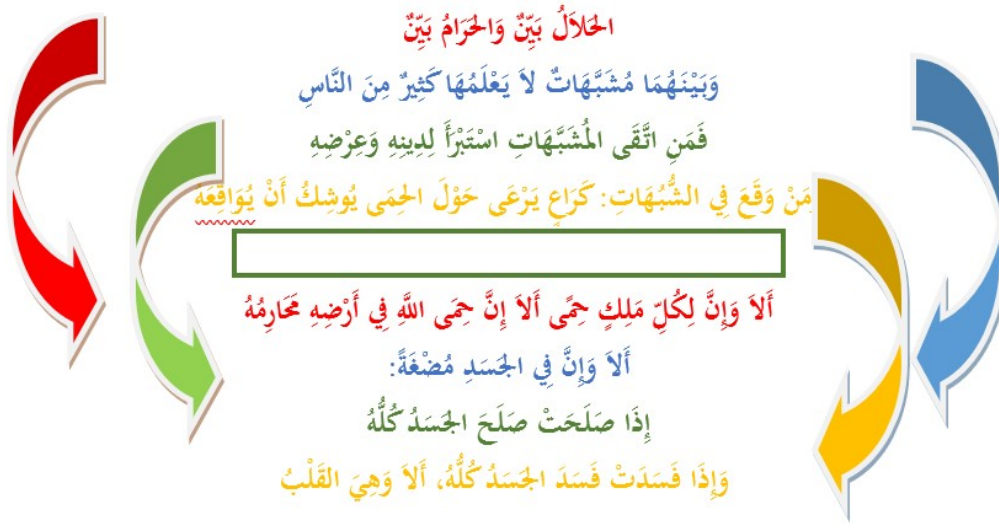 الحَلاَلُ بَيِّنٌ وَالحَرَامُ بَيِّنٌ
وَبَيْنَهُمَا مُشَبَّهَاتٌ لاَ يَعْلَمُهَا كَثِيرٌ مِنَ النَّاسِ
فَمَنِ اتَّقَى المُشَبَّهَاتِ اسْتَبْرَأَ لِدِينِهِ وَعِرْضِهِ
وَمَنْ وَقَعَ فِي الشُّبُهَاتِ: كَرَاعٍ يَرْعَى حَوْلَ الحِمَى يُوشِكُ أَنْ يُوَاقِعَهُ
أَلاَ وَإِنَّ لِكُلِّ مَلِكٍ حِمًى أَلاَ إِنَّ حِمَى اللَّهِ فِي أَرْضِهِ مَحَارِمُهُ
أَلاَ وَإِنَّ فِي الجَسَدِ مُضْغَةً:
إِذَا صَلَحَتْ صَلَحَ الجَسَدُ كُلُّهُ
وَإِذَا فَسَدَتْ فَسَدَ الجَسَدُ كُلُّهُ، أَلاَ وَهِيَ القَلْبُ